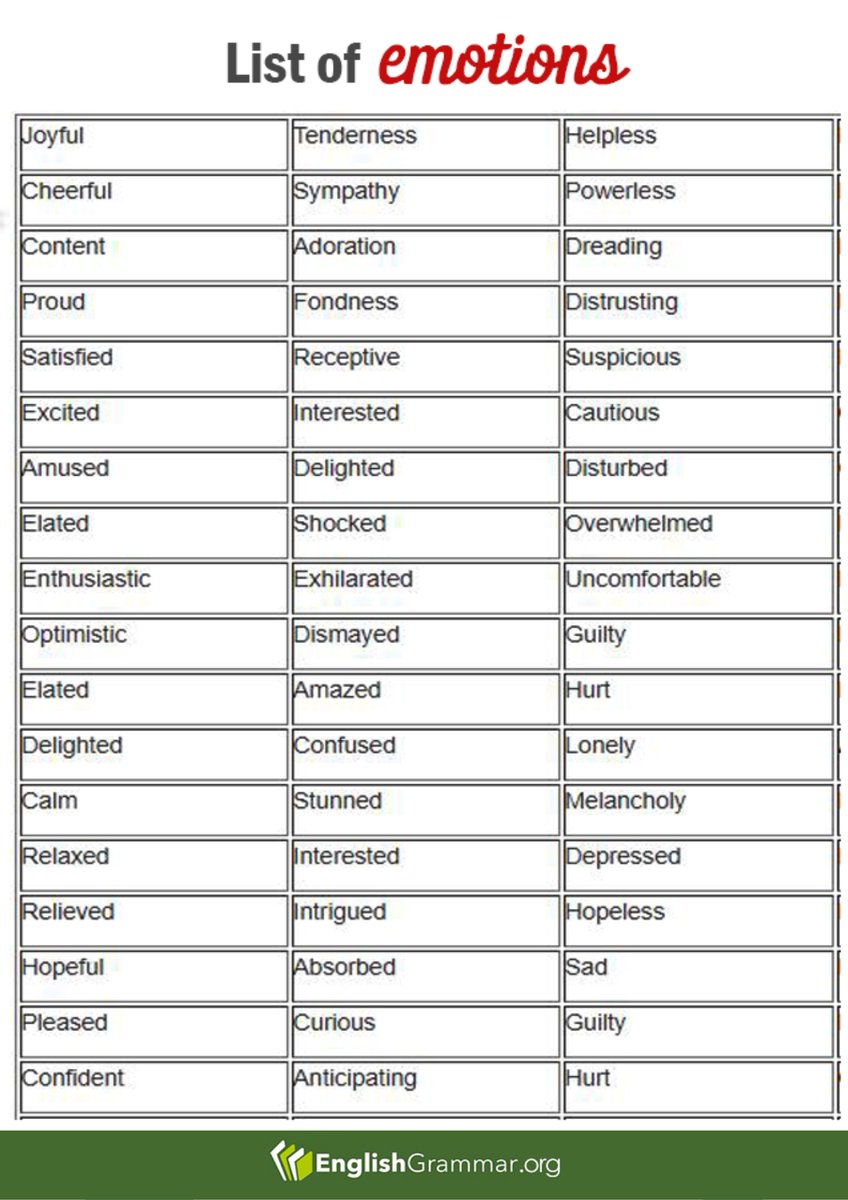 List of emotions
Joyful Tenderness Helpless
Cheerful Sympathy Powerless
Content Adoration Dreading
Proud Fondness Distrusting
Satisfied Receptive Suspicious
Excited Interested Cautious
Amused Delighted Disturbed
Elated Shocked Overwhelmed
Enthusiastic Exhilarated Uncomfortable
Optimistic Dismayed Guilty
Elated Amazed Hurt
Delighted Confused Lonely
Calm Stunned Melancholy
Relaxed Interested Depressed
Relieved Intrigued Hopeless
Hopeful Absorbed Sad
Pleased Curious Guilty
Confident Anticipating Hurt
EnglishGrammar.org